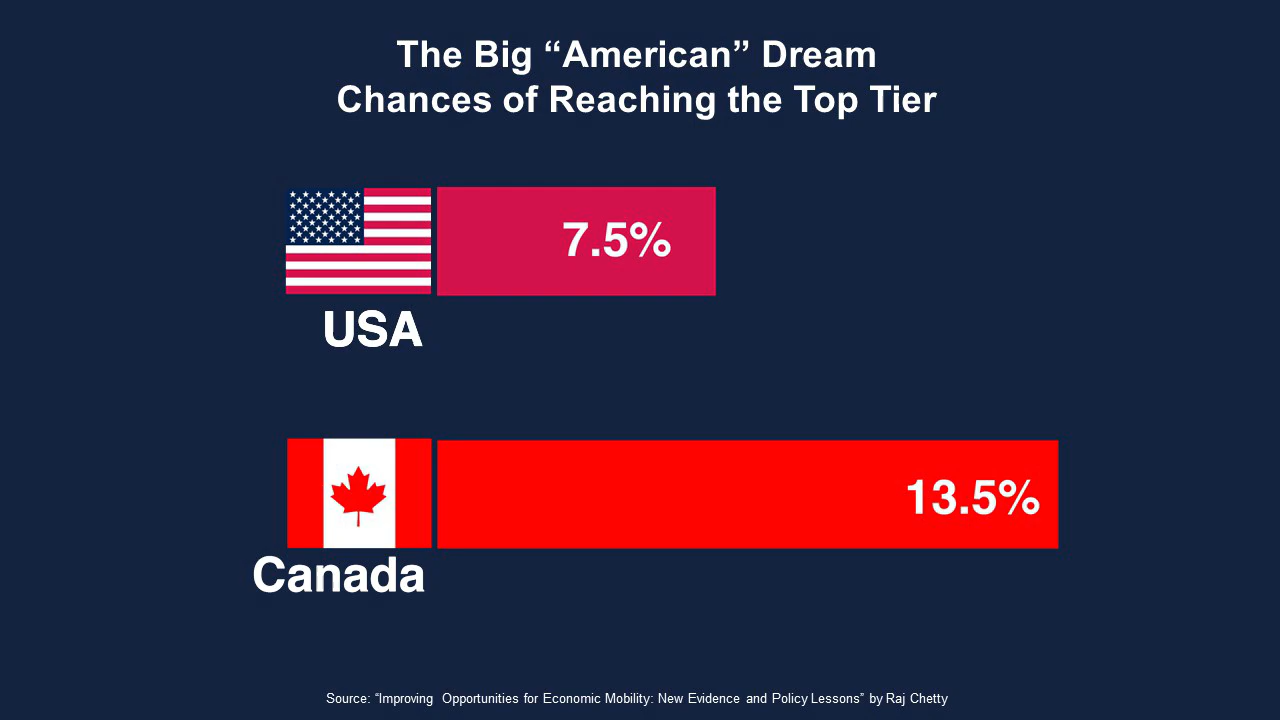 The Big “American” Dream
Chances of Reaching the Top Tier
7.5%
USA
13.5%
Canada
Source: “Improving Opportunities for Economic Mobility: New Evidence and Policy Lessons” by Raj Chetty